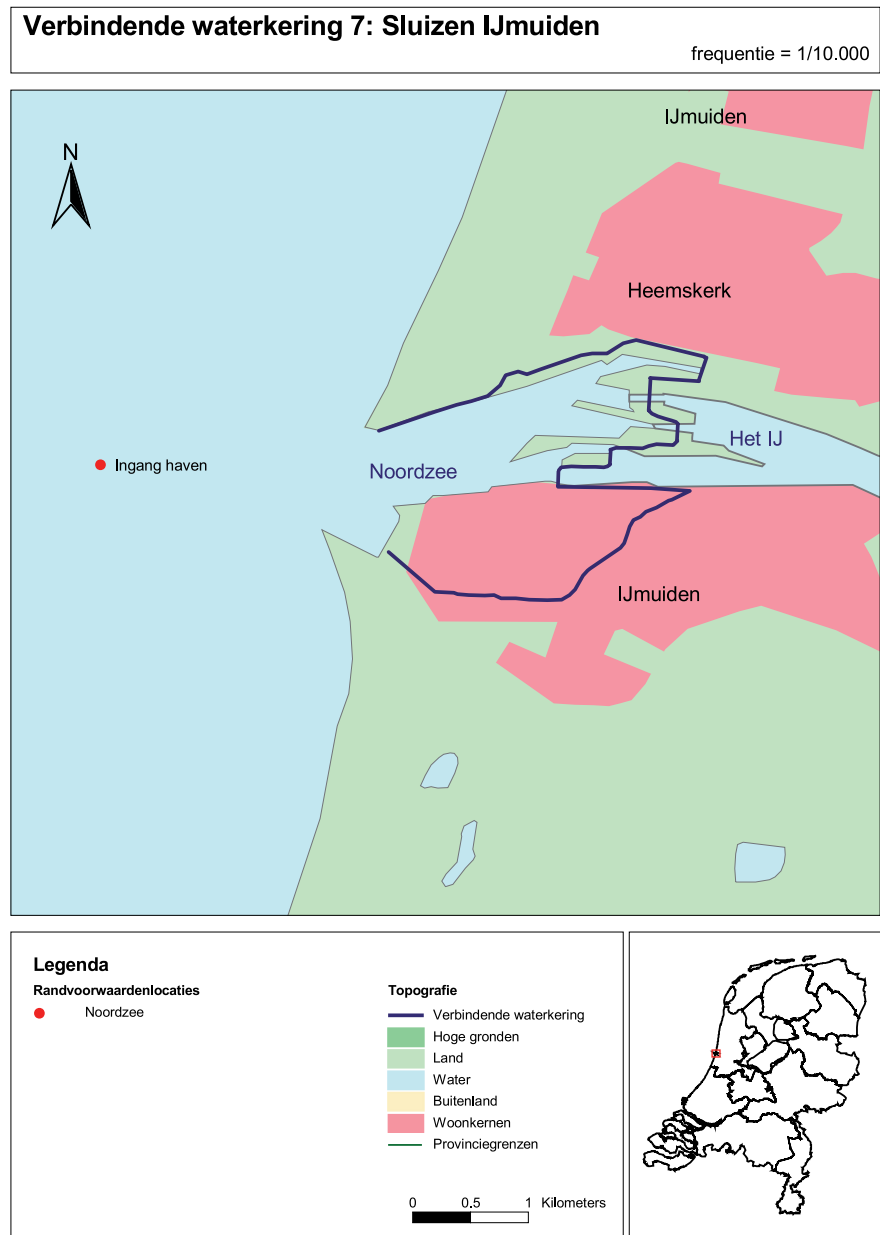 Verbindende waterkering 7: Sluizen IJmuiden
frequentie = 1/10.000
IJmuiden
N
Heemskerk
Het IJ
Ingang haven
Noordzee
IJmuiden
Legenda
Randvoorwaardenlocaties
Noordzee
Topografie
Verbindende waterkering
Hoge gronden
Land
Water
Buitenland
Woonkernen
Provinciegrenzen
0 0.5 1 Kilometers